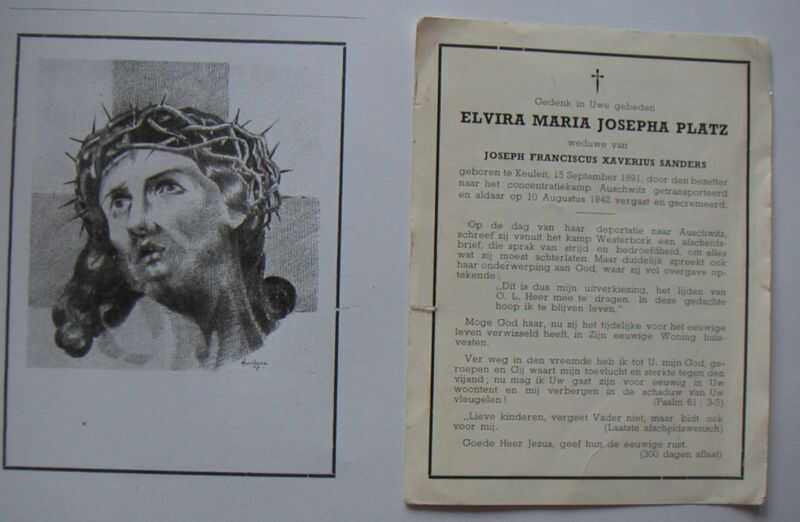 Gedenk in Uwe gebeden
ELVIRA MARIA JOSEPHA PLATZ
weduwe van
JOSEPH FRANCISCUS XAVERIUS SANDERS
geboren te Keulen, 15 September 1891, door den bezetter
naar het concentratiekamp Auschwitz getransporteerd
en aldaar op 10 Augustus 1942 vergast en gecremeerd.
Op de dag van haar deportatie naar Auschwitz,
schreef zij vanuit het kamp Westerbork een afscheids-
brief, die sprak van strijd en bedroefdheid, om alles
wat zij moest achterlaten. Maar duidelijk spreekt ook
haar onderwerping aan God, waar zij vol overgave op-
tekende:
„Dit is dus mijn uitverkiezing, het lijden van
O. L. Heer mee te dragen. In deze gedachte
hoop ik te blijven leven."
Moge God haar, nu zij het tijdelijke voor het eeuwige
leven verwisseld heeft, in Zijn eeuwige Woning huis-
vesten.
Ver weg in den vreemde heb ik tot U, mijn God, ge-
roepen en Gij waart mijn toevlucht en sterkte tegen den
vijand; nu mag ik Uw gast zijn voor eeuwig in Uw
woontent en mij verbergen in de schaduw van Uw
vleugelen! (Psalm 61 : 3-5)
„Lieve kinderen, vergeet Vader niet, maar bidt ook
voor mij. (Laatste afscheidswensch)
Goede Heer Jezus, geef hun de eeuwige rust.
(300 dagen aflaat)